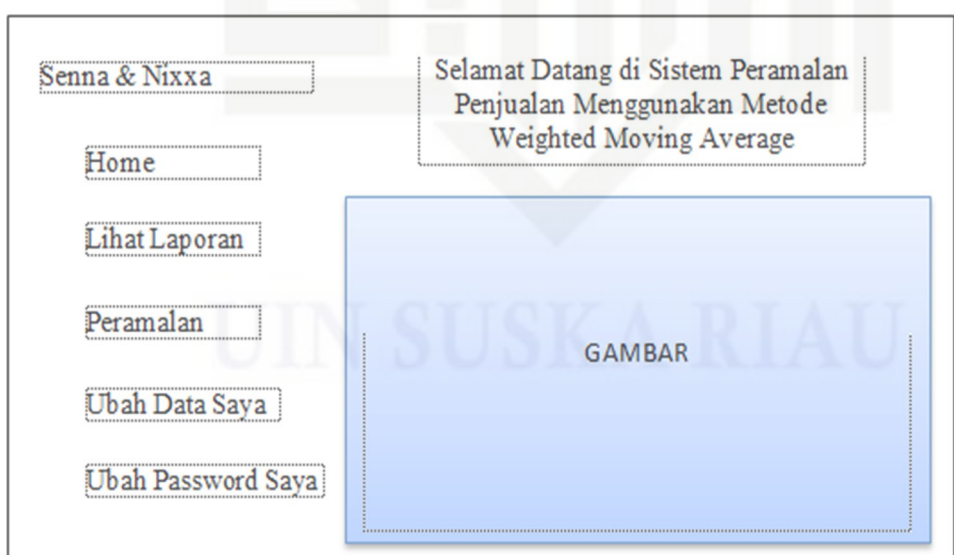 Senna & Nixxa
Selamat Datang di Sistem Peramalan
Penjualan Menggunakan Metode
Weighted Moving Average
Home
Lihat Laporan
Peramalan
Ubah Data Saya
Ubah Password Saya
GAMBAR
UIN SUSKA RIAU